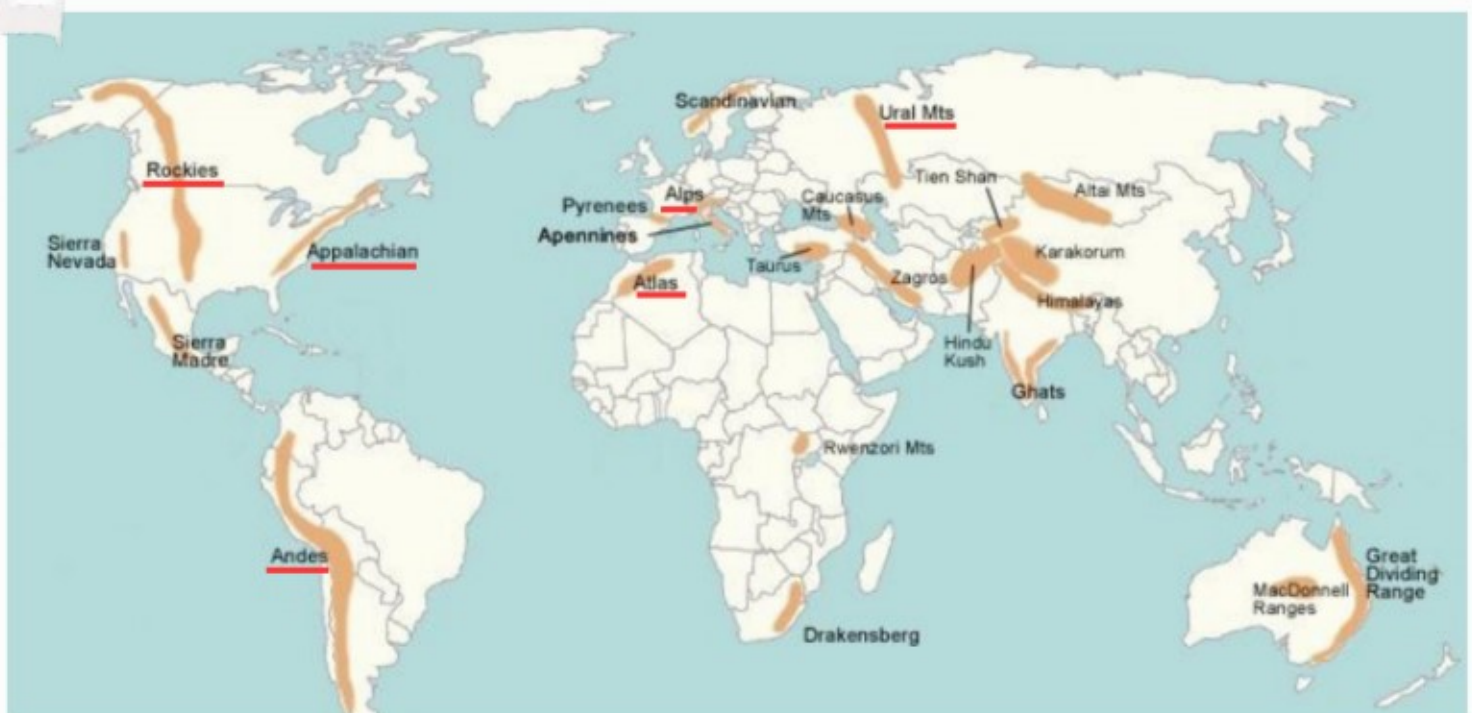 Scandinavian
Ural Mts
Rockies
Tien Shan
Altai Mts
Alps
Caucasus
Mts
Pyrenees
Apennines
Sierra
Nevada
Appalachian
Karakorum
Taurus
Zagros
Atlas
Himalayas
Sierra
Madre
Hindu
Kush
Ghats
Rwenzori Mts
Andes
Great
Dividing
Range
MacDonnell
Ranges
Drakensberg